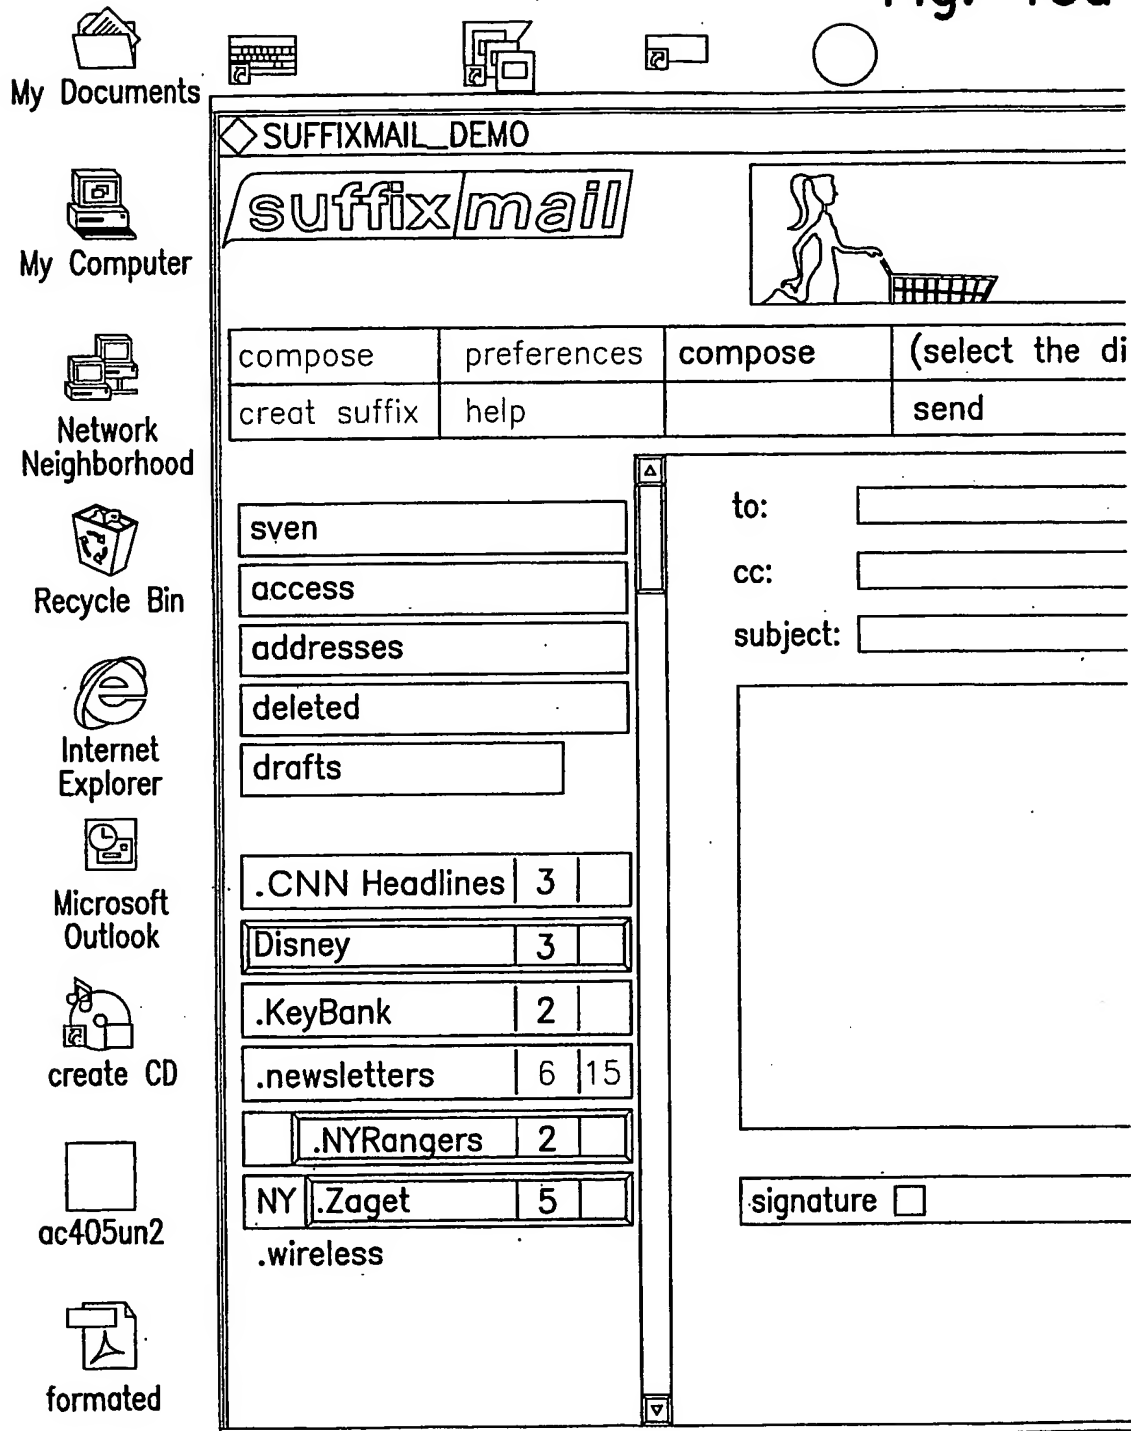 My Documents
SUFFIXMAIL_DEMO
suffix mail
My Computer
compose preferences compose (select the di
creat suffix help send
Network
Neighborhood
Recycle Bin
Internet
Explorer
Microsoft
Outlook
create CD
ac405un2
formated
sven
access
addresses
deleted
drafts
.CNN Headlines 3
Disney 3
.KeyBank 2
.newsletters 6 15
.NYRangers 2
NY .Zaget 5
.wireless
to:
cc:
subject:
signature